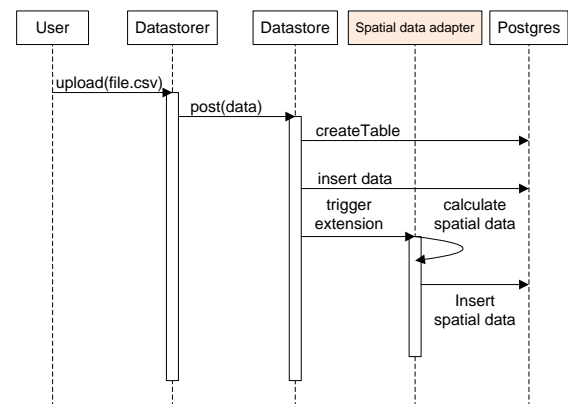 User
Datastorer
Datastore
Spatial data adapter
Postgres
upload(file.csv)
post(data)
createTable
insert data
trigger
extension
calculate
spatial data
Insert
spatial data